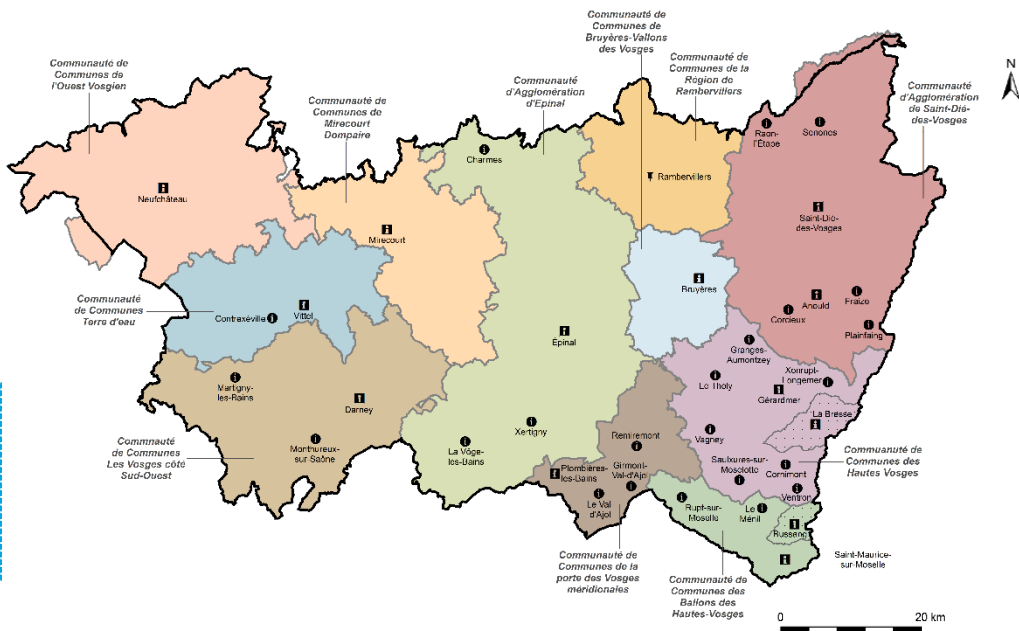 Communauté de
Communes de
l'Ouest Vosgien
Communauté de
Communes de
Mirecourt
Dompaire
Communauté
d'Agglomération
d'Epinal
Communauté de
Communes de
Bruyères-Vallons
des Vosges
Communauté de
Communes de la
Région de
Rambervillers
Communauté
d'Agglomération
de Saint-Dié-
des-Vosges
N
Charmes
Raon-
l'Étape
Senones
Neufchâteau
Rambervillers
Mirecourt
Saint-Dié-
des-Vosges
Communauté
de Communes
Terre d'eau
Contrexéville
Vittel
Bruyères
Anould
Fraize
Corcieux
Plainfaing
Épinal
Granges-
Aumontzey
Xonrupt-
Longemer
Martigny-
les-Bains
Darney
Le Tholy
Gérardmer
La Bresse
Monthureux-
sur-Saône
La Vôge-
les-Bains
Xertigny
Remiremont
Vagney
Communauté
de Communes
Les Vosges côté
Sud-Ouest
Plombières-
les-Bains
Girmont-
Val-d'Ajol
Le Val
d'Ajol
Saulxures-sur-
Moselotte
Cornimont
Ventron
Communauté de
Communes des
Hautes Vosges
Rupt-sur-
Moselle
Le
Ménil
Bussang
Saint-Maurice-
sur-Moselle
Communauté de
Communes de la
porte des Vosges
méridionales
Communauté de
Communes des
Ballons des
Hautes-Vosges
0 20 km